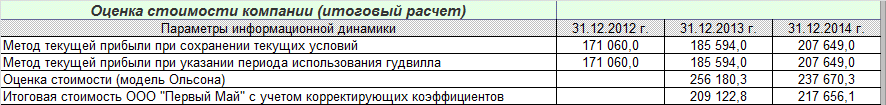 Оценка стоимости компании (итоговый расчет)
Параметры информационной динамики 31.12.2012 г. 31.12.2013 г. 31.12.2014 г.
Метод текущей прибыли при сохранении текущих условий 171 060,0 185 594,0 207 649,0
Метод текущей прибыли при указании периода использования гудвилла 171 060,0 185 594,0 207 649,0
Оценка стоимости (модель Ольсона) 256 180,3 237 670,3
Итоговая стоимость ООО "Первый Май" с учетом корректирующих коэффициентов 209 122,8 217 656,1